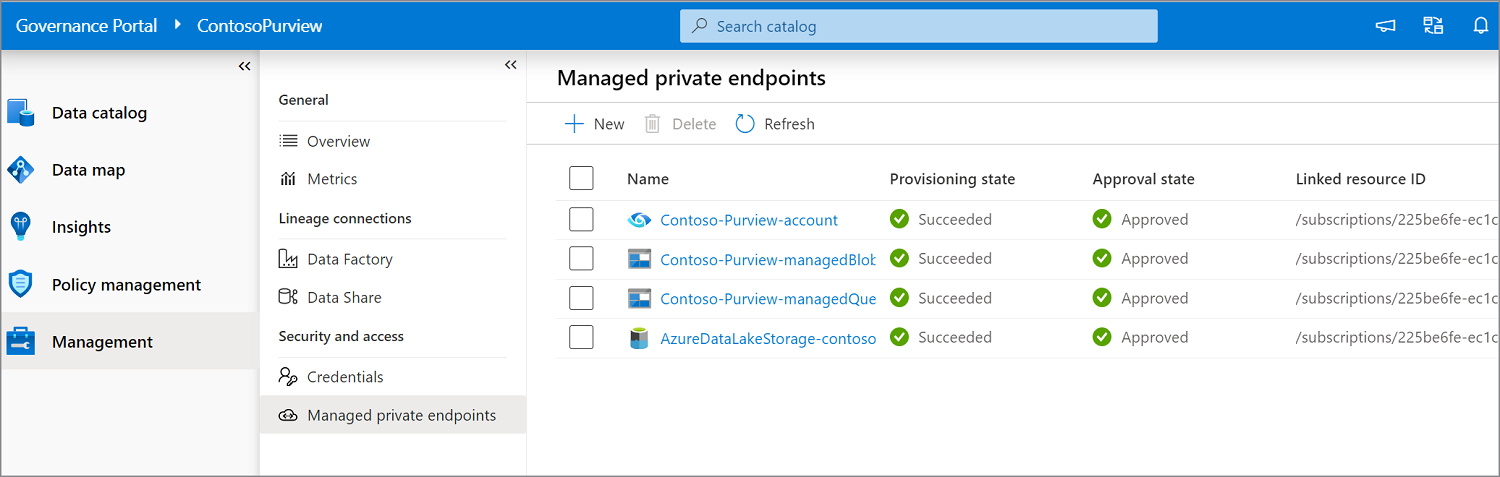 Governance Portal ContosoPurview Search catalog
Data catalog
Data map
Insights
Policy management
Management
General
Overview
Metrics
Lineage connections
Data Factory
Data Share
Security and access
Credentials
Managed private endpoints
Managed private endpoints
New Delete Refresh
Name Provisioning state Approval state Linked resource ID
Contoso-Purview-account Succeeded Approved /subscriptions/225be6fe-ec1c
Contoso-Purview-managedBlob Succeeded Approved /subscriptions/225be6fe-ec1c
Contoso-Purview-managedQue Succeeded Approved /subscriptions/225be6fe-ec1c
AzureDataLakeStorage-contoso Succeeded Approved /subscriptions/225be6fe-ec1c